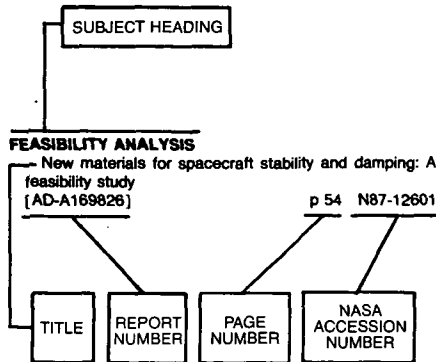 SUBJECT HEADING
FEASIBILITY ANALYSIS
New materials for spacecraft stability and damping: A
feasibility study
[AD-A169826] p 54 N87-12601
TITLE
REPORT
NUMBER
PAGE
NUMBER
NASA
ACCESSION
NUMBER